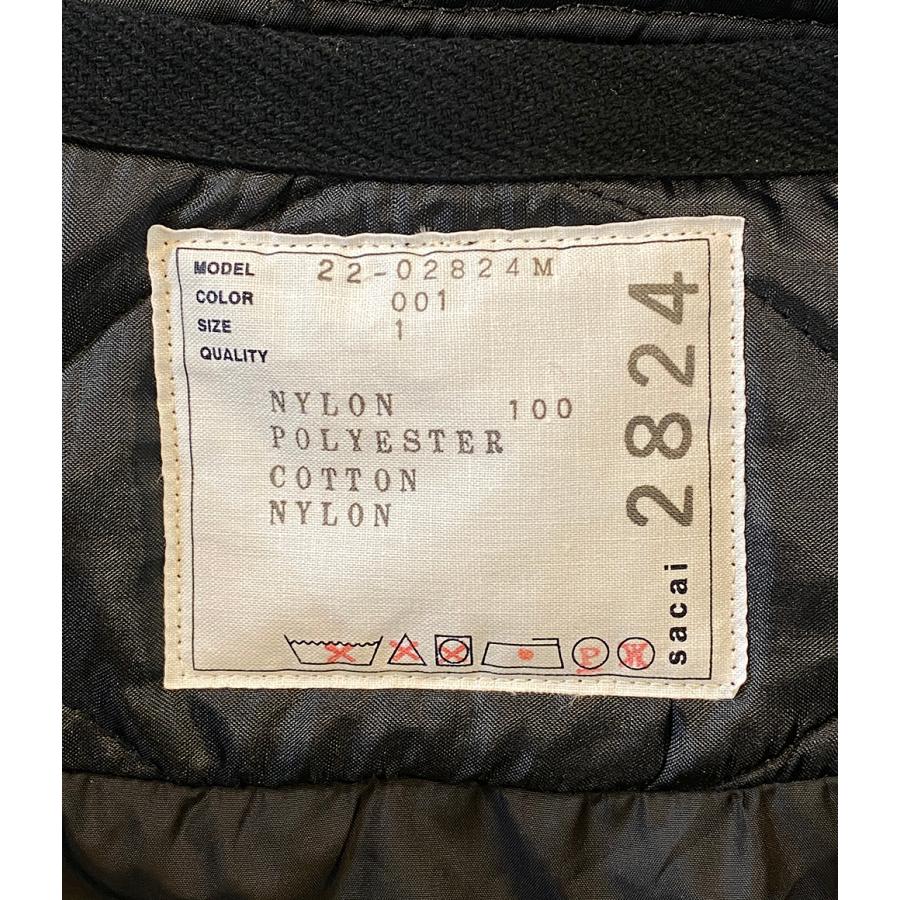 MODEL 22-02824M
COLOR 001
SIZE 1
QUALITY
NYLON 100
POLYESTER
COTTON
NYLON
2824
sacai
P
W